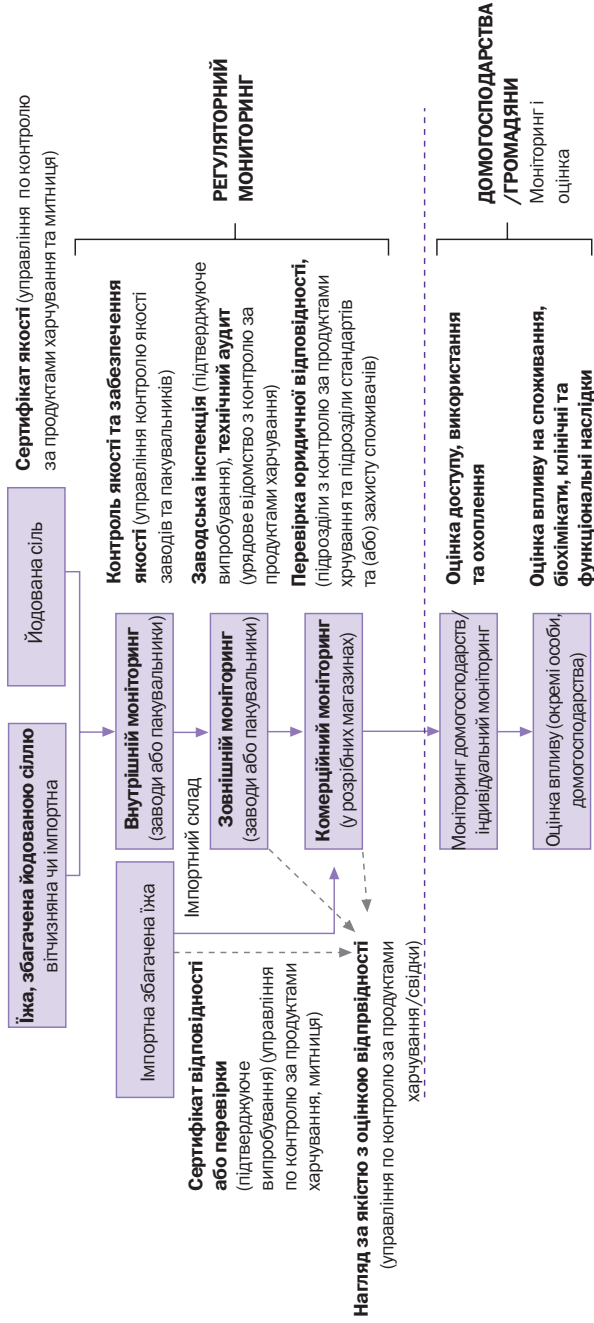 Їжа, збагачена йодованою сіллю
вітчизняна чи імпортна
Йодована сіль
Сертифікат якості (управління по контролю
за продуктами харчування та митниця)
Імпортна збагачена їжа
Імпортний склад
Внутрішній моніторинг
(заводи або пакувальники)
Контроль якості та забезпечення
якості (управління контролю якості
заводів та пакувальників)
Зовнішній моніторинг
(заводи або пакувальники)
Заводська інспекція (підтверджуюче
випробування), технічний аудит
(урядове відомство з контролю за
продуктами харчування)
Сертифікат відповідності
або перевірки
(підтверджуюче
випробування) (управління
по контролю за продуктами
харчування, митниця)
Комерційний моніторинг
(у розрібних магазинах)
Перевірка юридичної відповідності,
(підрозділи з контролю за продуктами
хрчування та підрозділи стандартів
та (або) захисту споживачів)
РЕГУЛЯТОРНИЙ
МОНИТОРИНГ
Нагляд за якістю з оцінкою відпрвідності
(управління по контролю за продуктами
харчування/свідки)
Моніторинг домогосподарств/
індивідуальний моніторинг
Оцінка доступу, використання
та охоплення
Оцінка впливу (окремі особи,
домогосподарства)
Оцінка впливу на споживання,
біохімікати, клінічні та
функціональні наслідки
ДОМОГОСПОДАРСТВА
/ГРОМАДЯНИ
Моніторинг і
оцінка